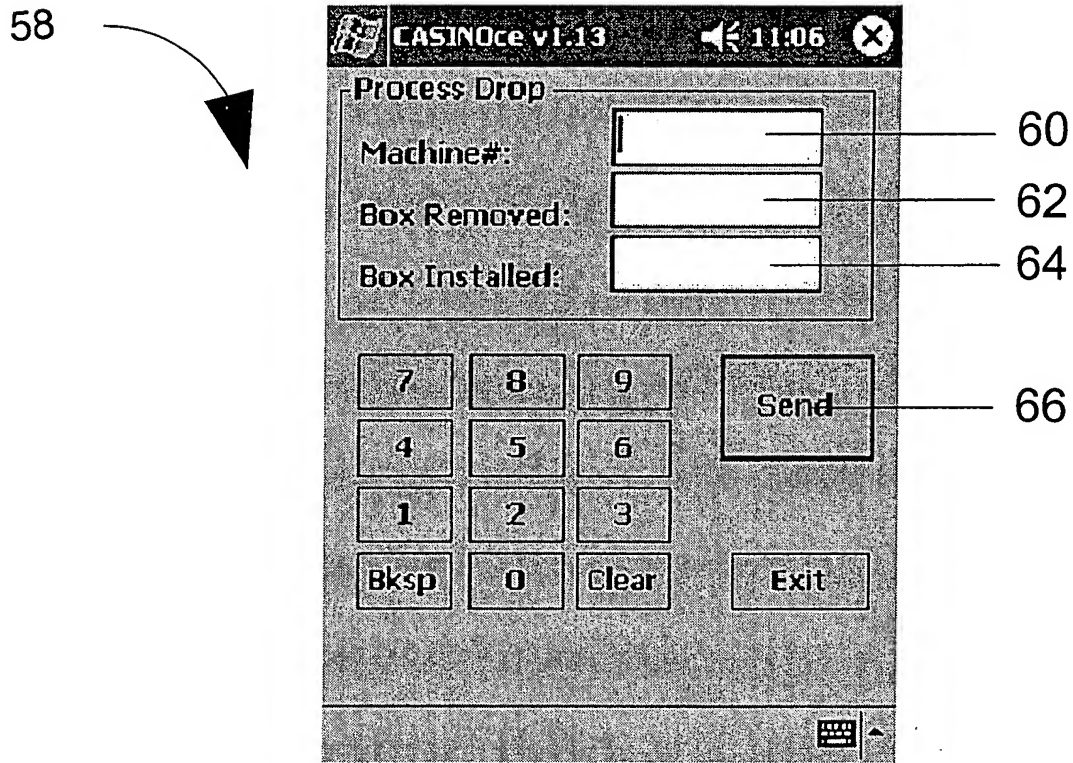 58
CASINOce v1.13 11:06
Process Drop
Machine#: 60
Box Removed: 62
Box Installed: 64
7 8 9
Send 66
4 5 6
1 2 3
Bksp 0 Clear Exit